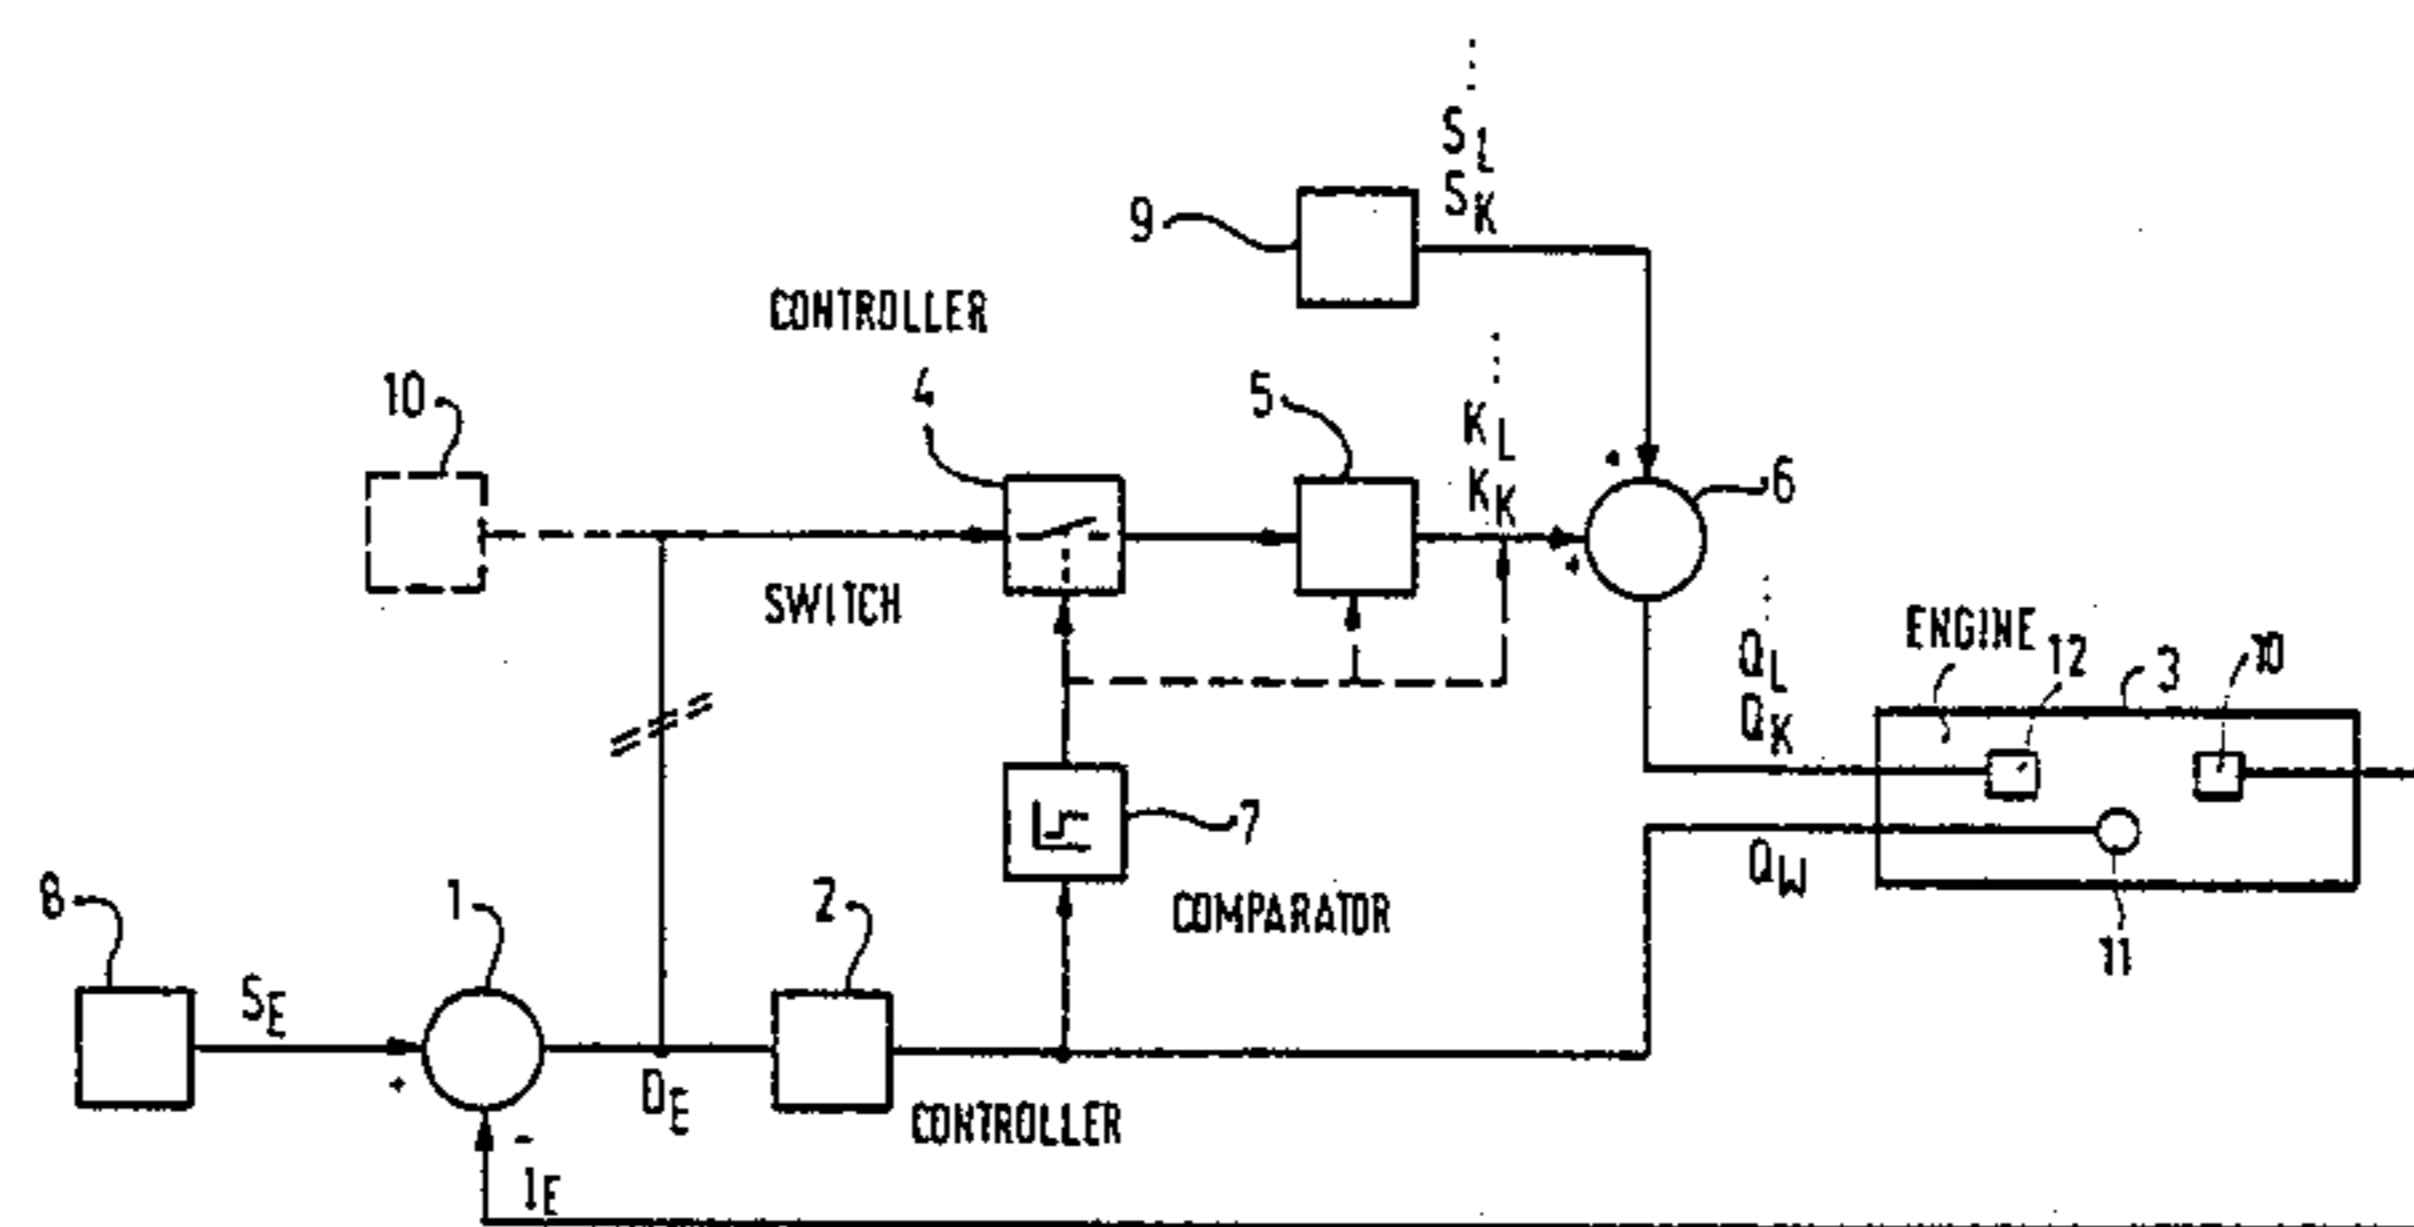 S_L
S_K
9
CONTROLLER
10
4
5
K_L
K_K
+
6
+
SWITCH
ENGINE
12
3
10
Q_L
Q_K
7
Q_W
COMPARATOR
8
1
2
11
S_E
+
D_E
CONTROLLER
-
I_E